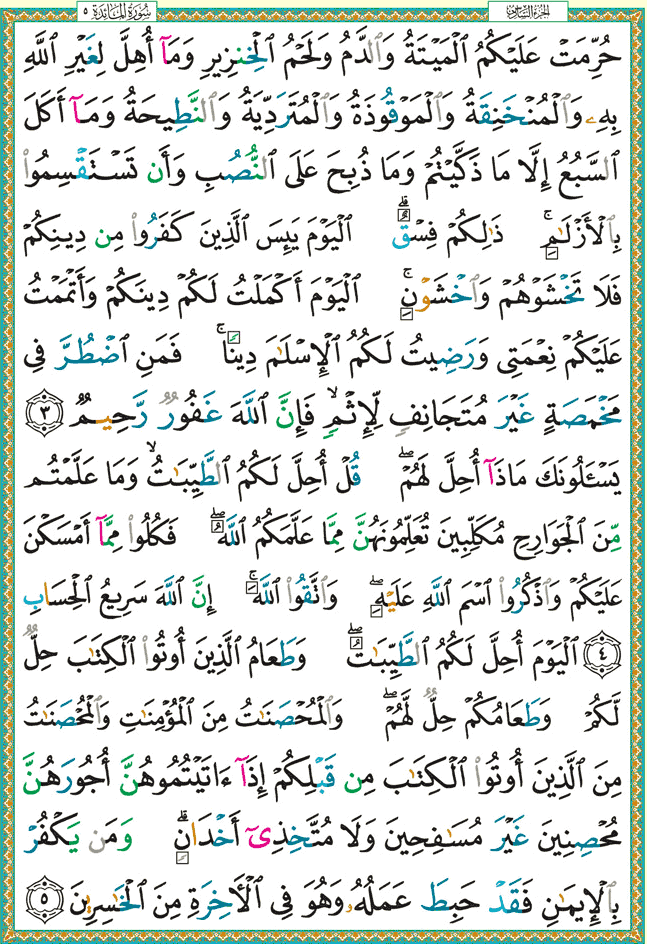 الجزء السادس
سورة المائدة ٥
حُرِّمَتْ عَلَيْكُمُ ٱلْمَيْتَةُ وَٱلدَّمُ وَلَحْمُ ٱلْخِنزِيرِ وَمَآ أُهِلَّ لِغَيْرِ ٱللَّهِ
بِهِۦ وَٱلْمُنْخَنِقَةُ وَٱلْمَوْقُوذَةُ وَٱلْمُتَرَدِّيَةُ وَٱلنَّطِيحَةُ وَمَآ أَكَلَ
ٱلسَّبُعُ إِلَّا مَا ذَكَّيْتُمْ وَمَا ذُبِحَ عَلَى ٱلنُّصُبِ وَأَن تَسْتَقْسِمُوا۟
بِٱلْأَزْلَـٰمِ ۚ ذَٰلِكُمْ فِسْقٌ ۗ ٱلْيَوْمَ يَئِسَ ٱلَّذِينَ كَفَرُوا۟ مِن دِينِكُمْ
فَلَا تَخْشَوْهُمْ وَٱخْشَوْنِ ۚ ٱلْيَوْمَ أَكْمَلْتُ لَكُمْ دِينَكُمْ وَأَتْمَمْتُ
عَلَيْكُمْ نِعْمَتِى وَرَضِيتُ لَكُمُ ٱلْإِسْلَـٰمَ دِينًا ۚ فَمَنِ ٱضْطُرَّ فِى
مَخْمَصَةٍ غَيْرَ مُتَجَانِفٍ لِّإِثْمٍ ۙ فَإِنَّ ٱللَّهَ غَفُورٌ رَّحِيمٌ ٣
يَسْـَٔلُونَكَ مَاذَآ أُحِلَّ لَهُمْ ۖ قُلْ أُحِلَّ لَكُمُ ٱلطَّيِّبَـٰتُ ۙ وَمَا عَلَّمْتُم
مِّنَ ٱلْجَوَارِحِ مُكَلِّبِينَ تُعَلِّمُونَهُنَّ مِمَّا عَلَّمَكُمُ ٱللَّهُ ۖ فَكُلُوا۟ مِمَّآ أَمْسَكْنَ
عَلَيْكُمْ وَٱذْكُرُوا۟ ٱسْمَ ٱللَّهِ عَلَيْهِ ۖ وَٱتَّقُوا۟ ٱللَّهَ ۚ إِنَّ ٱللَّهَ سَرِيعُ ٱلْحِسَابِ
٤ ٱلْيَوْمَ أُحِلَّ لَكُمُ ٱلطَّيِّبَـٰتُ ۖ وَطَعَامُ ٱلَّذِينَ أُوتُوا۟ ٱلْكِتَـٰبَ حِلٌّ
لَّكُمْ وَطَعَامُكُمْ حِلٌّ لَّهُمْ ۖ وَٱلْمُحْصَنَـٰتُ مِنَ ٱلْمُؤْمِنَـٰتِ وَٱلْمُحْصَنَـٰتُ
مِنَ ٱلَّذِينَ أُوتُوا۟ ٱلْكِتَـٰبَ مِن قَبْلِكُمْ إِذَآ ءَاتَيْتُمُوهُنَّ أُجُورَهُنَّ
مُحْصِنِينَ غَيْرَ مُسَـٰفِحِينَ وَلَا مُتَّخِذِىٓ أَخْدَانٍ ۗ وَمَن يَكْفُرْ
بِٱلْإِيمَـٰنِ فَقَدْ حَبِطَ عَمَلُهُۥ وَهُوَ فِى ٱلْـَٔاخِرَةِ مِنَ ٱلْخَـٰسِرِينَ ٥